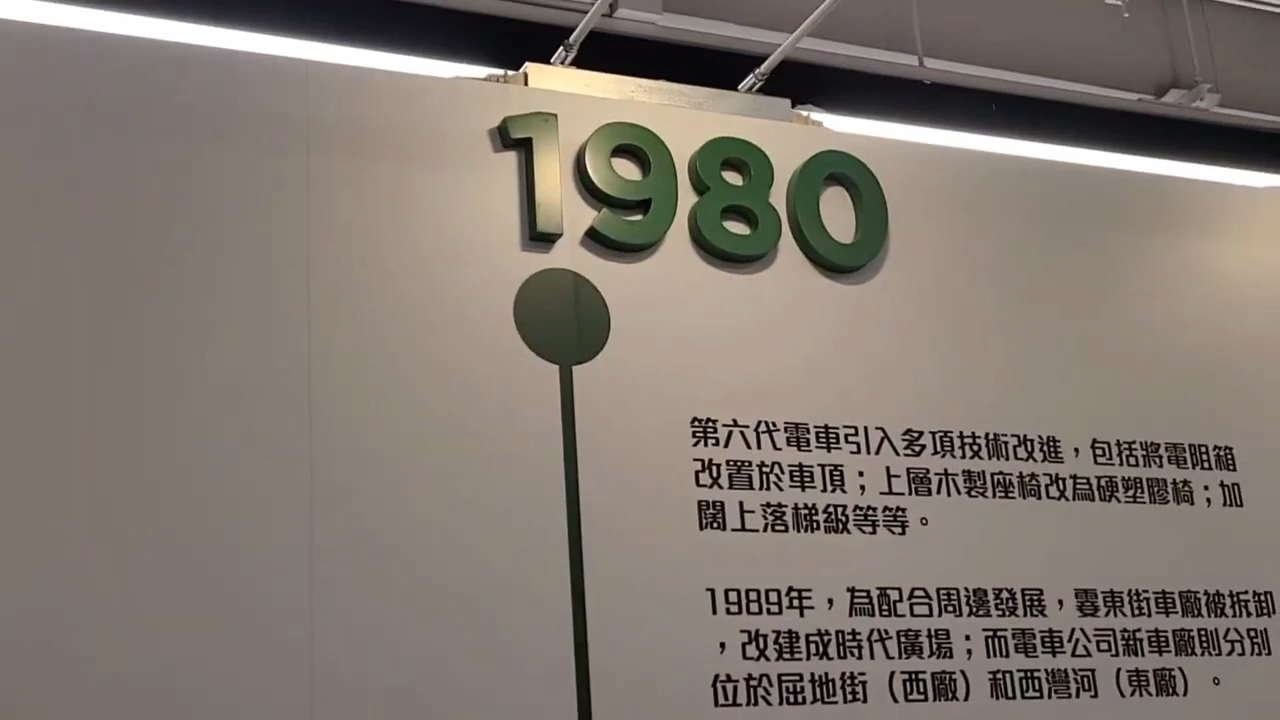 1980
第六代電車引入多項技術改進，包括將電阻箱
改置於車頂；上層木製座椅改為硬塑膠椅；加
闊上落梯級等等。
1989年，為配合周邊發展，霎東街車廠被拆卸
，改建成時代廣場；而電車公司新車廠則分別
位於屈地街（西廠）和西灣河（東廠）。